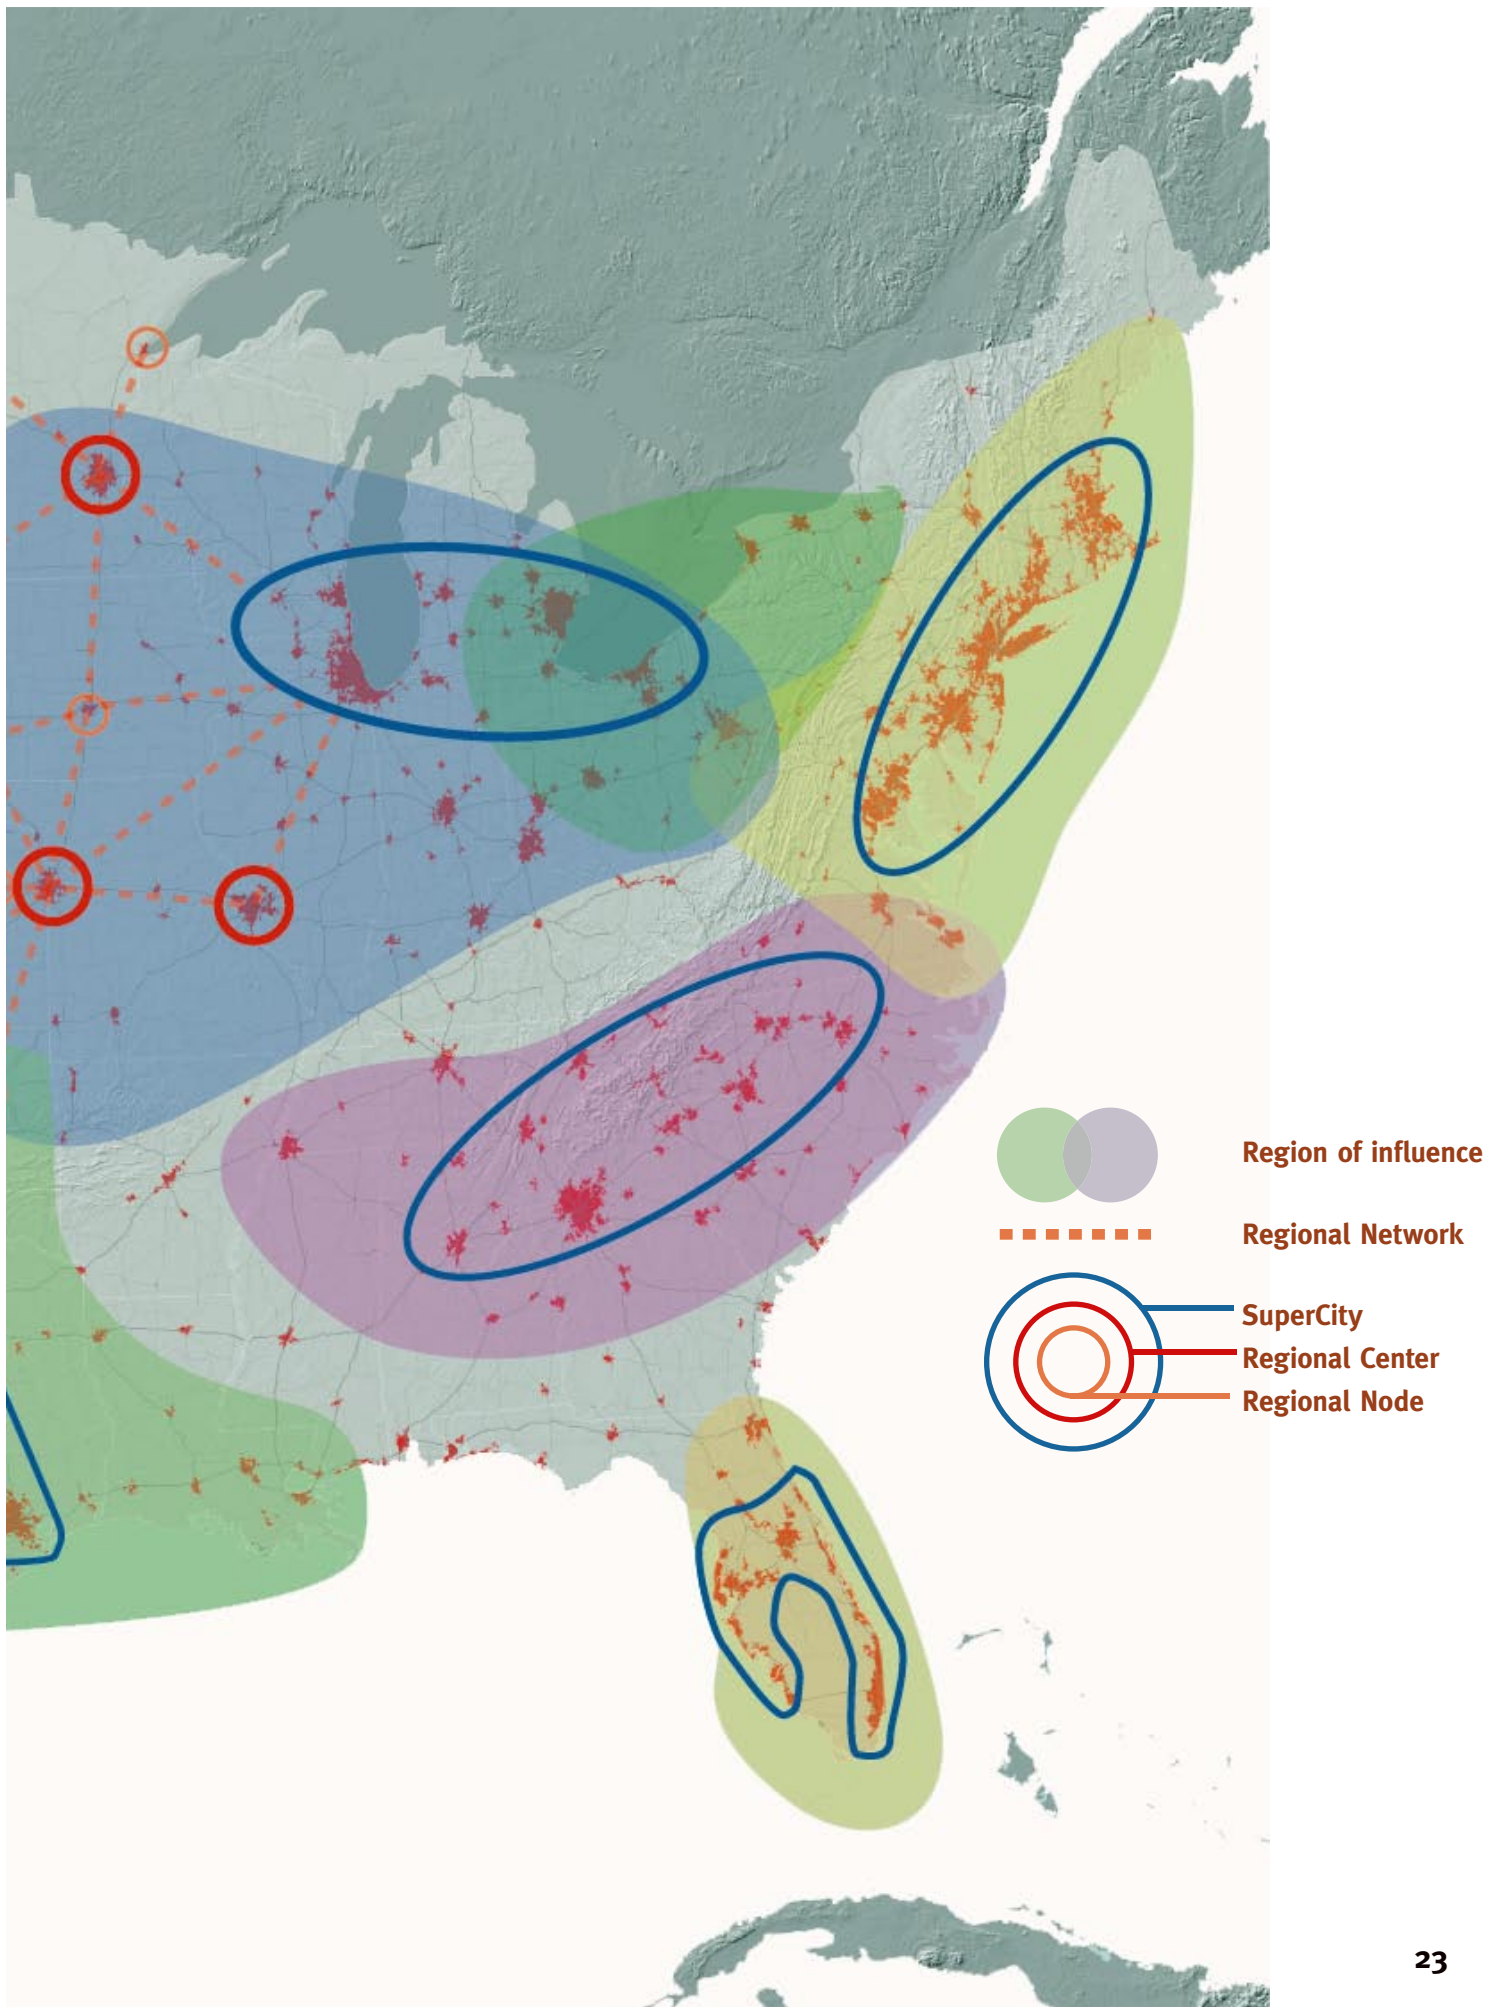 Region of influence
Regional Network
SuperCity
Regional Center
Regional Node
23